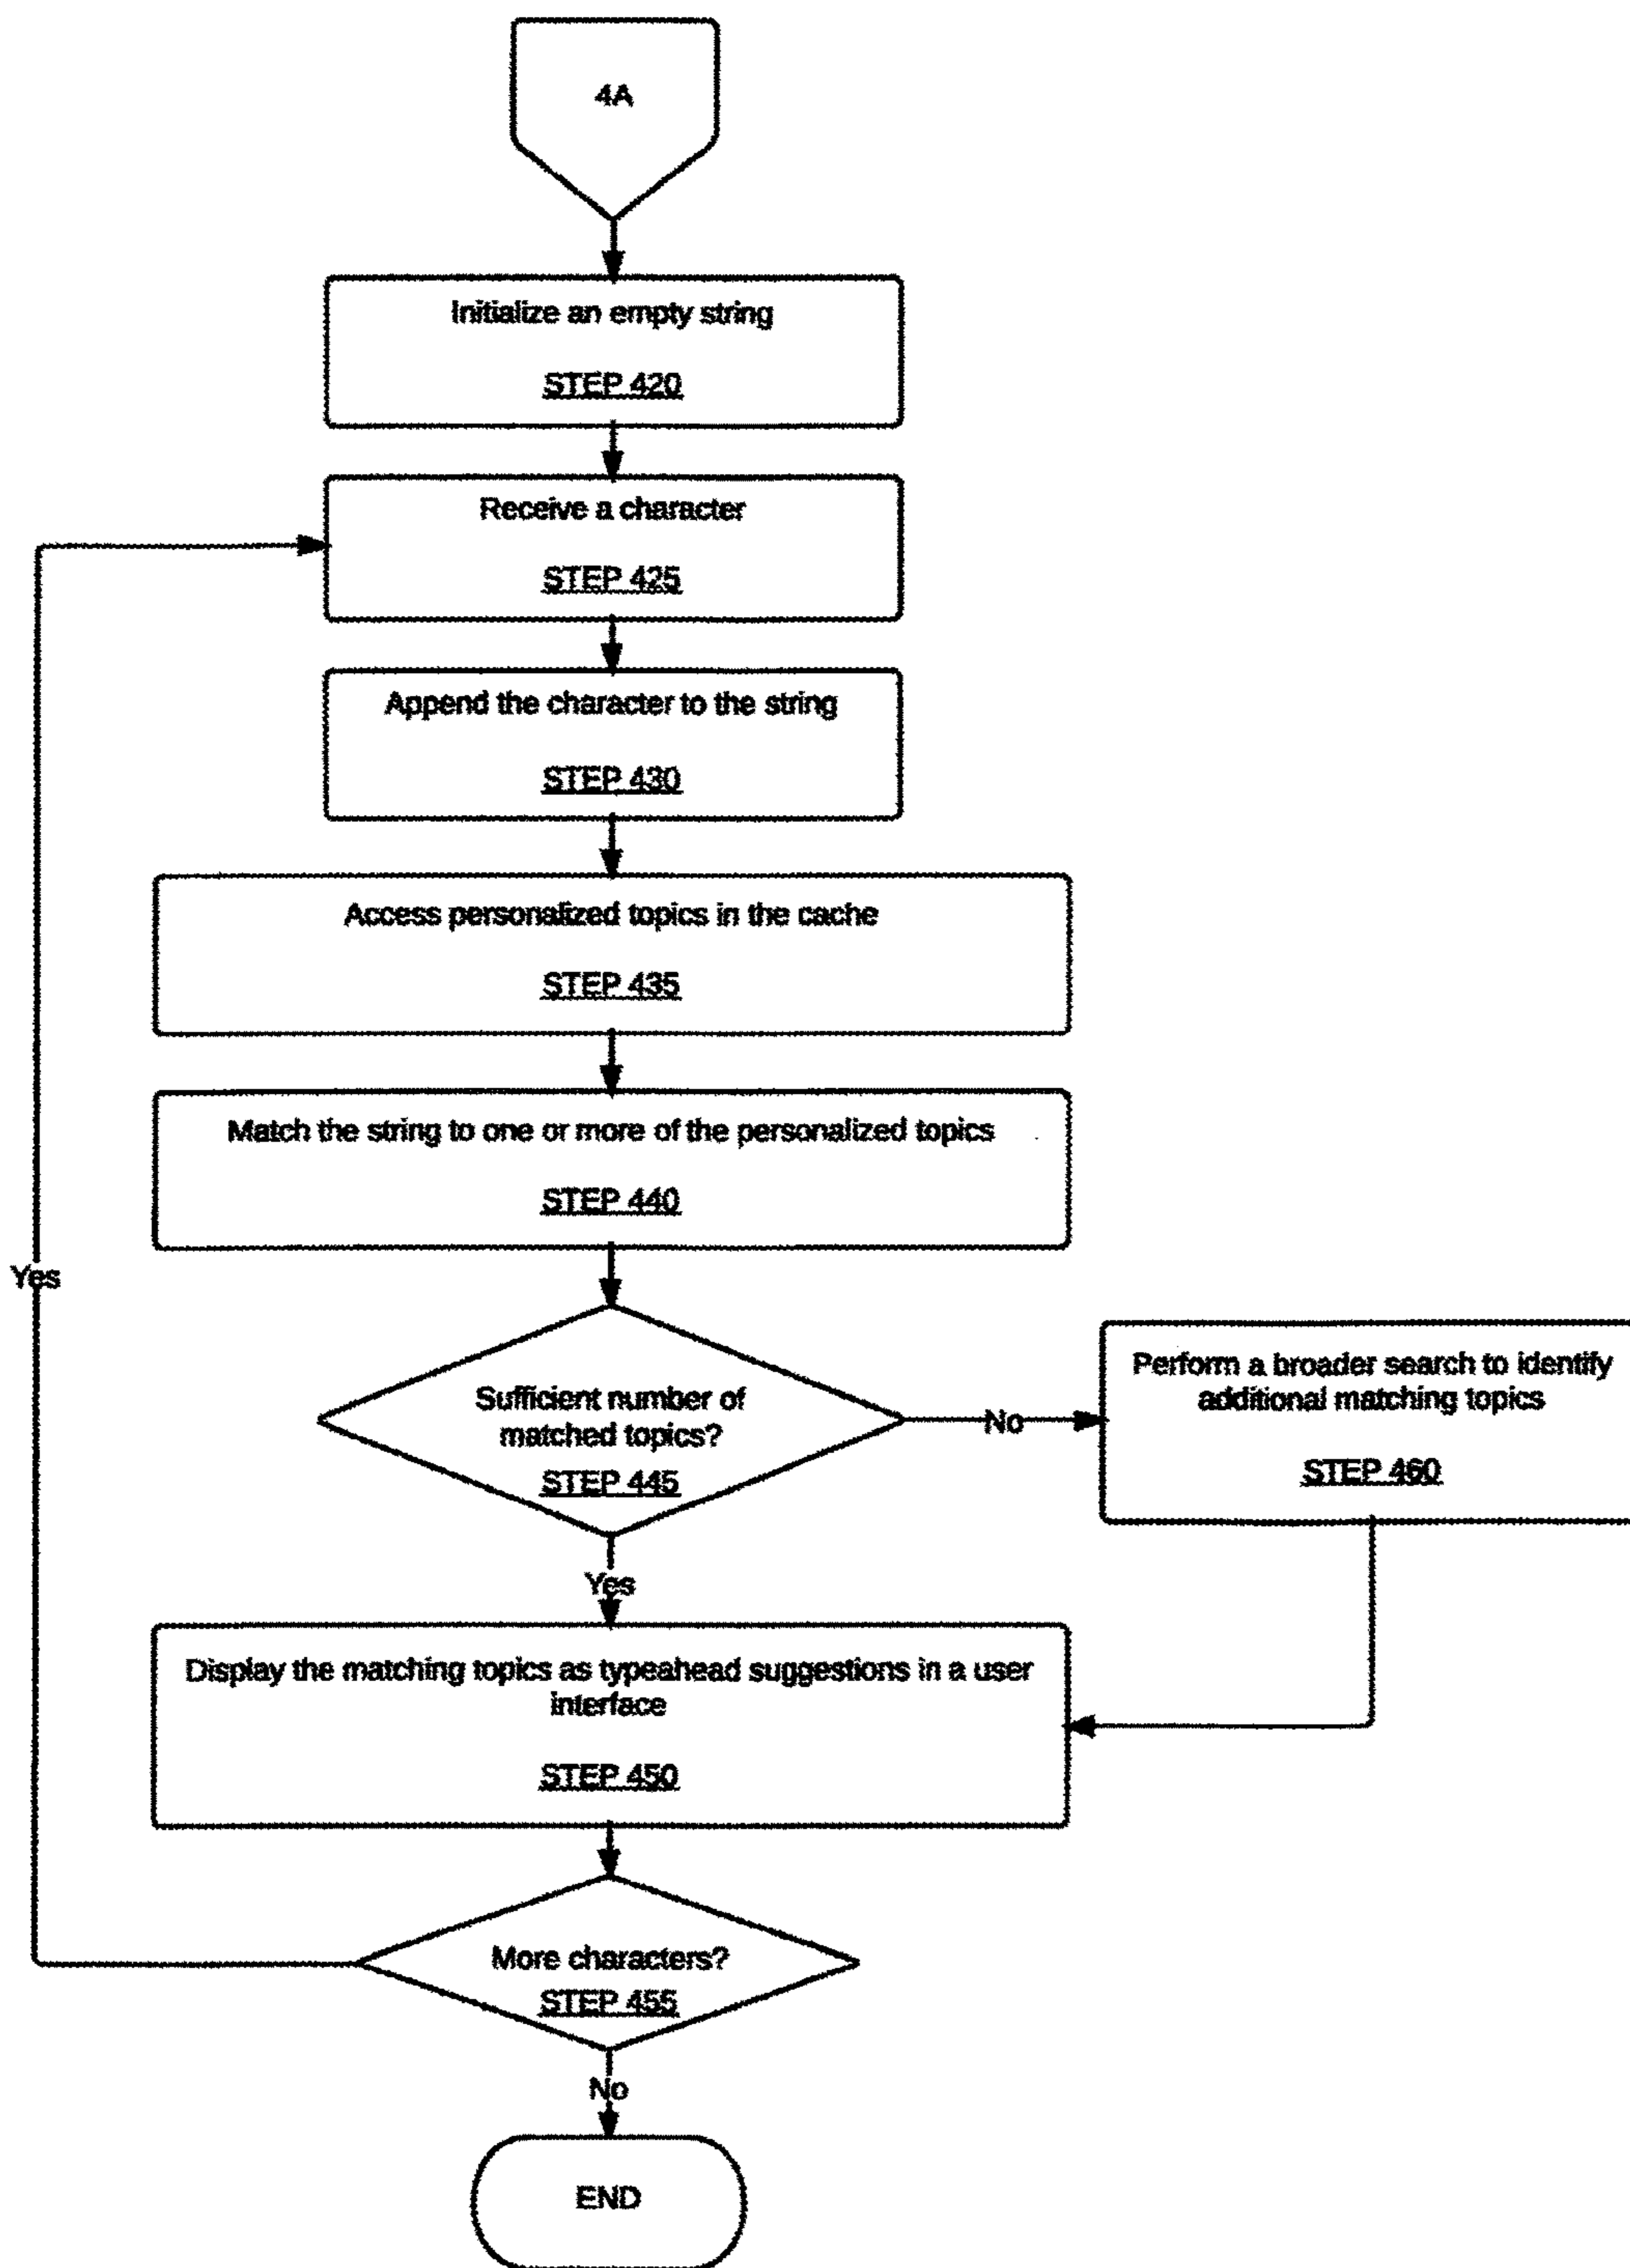 4A
Initialize an empty string
STEP 420
Receive a character
STEP 425
Append the character to the string
STEP 430
Access personalized topics in the cache
STEP 435
Match the string to one or more of the personalized topics
STEP 440
Yes
Sufficient number of
matched topics?
STEP 445
No
Perform a broader search to identify
additional matching topics
STEP 460
Yes
Display the matching topics as typeahead suggestions in a user
interface
STEP 450
More characters?
STEP 455
No
END